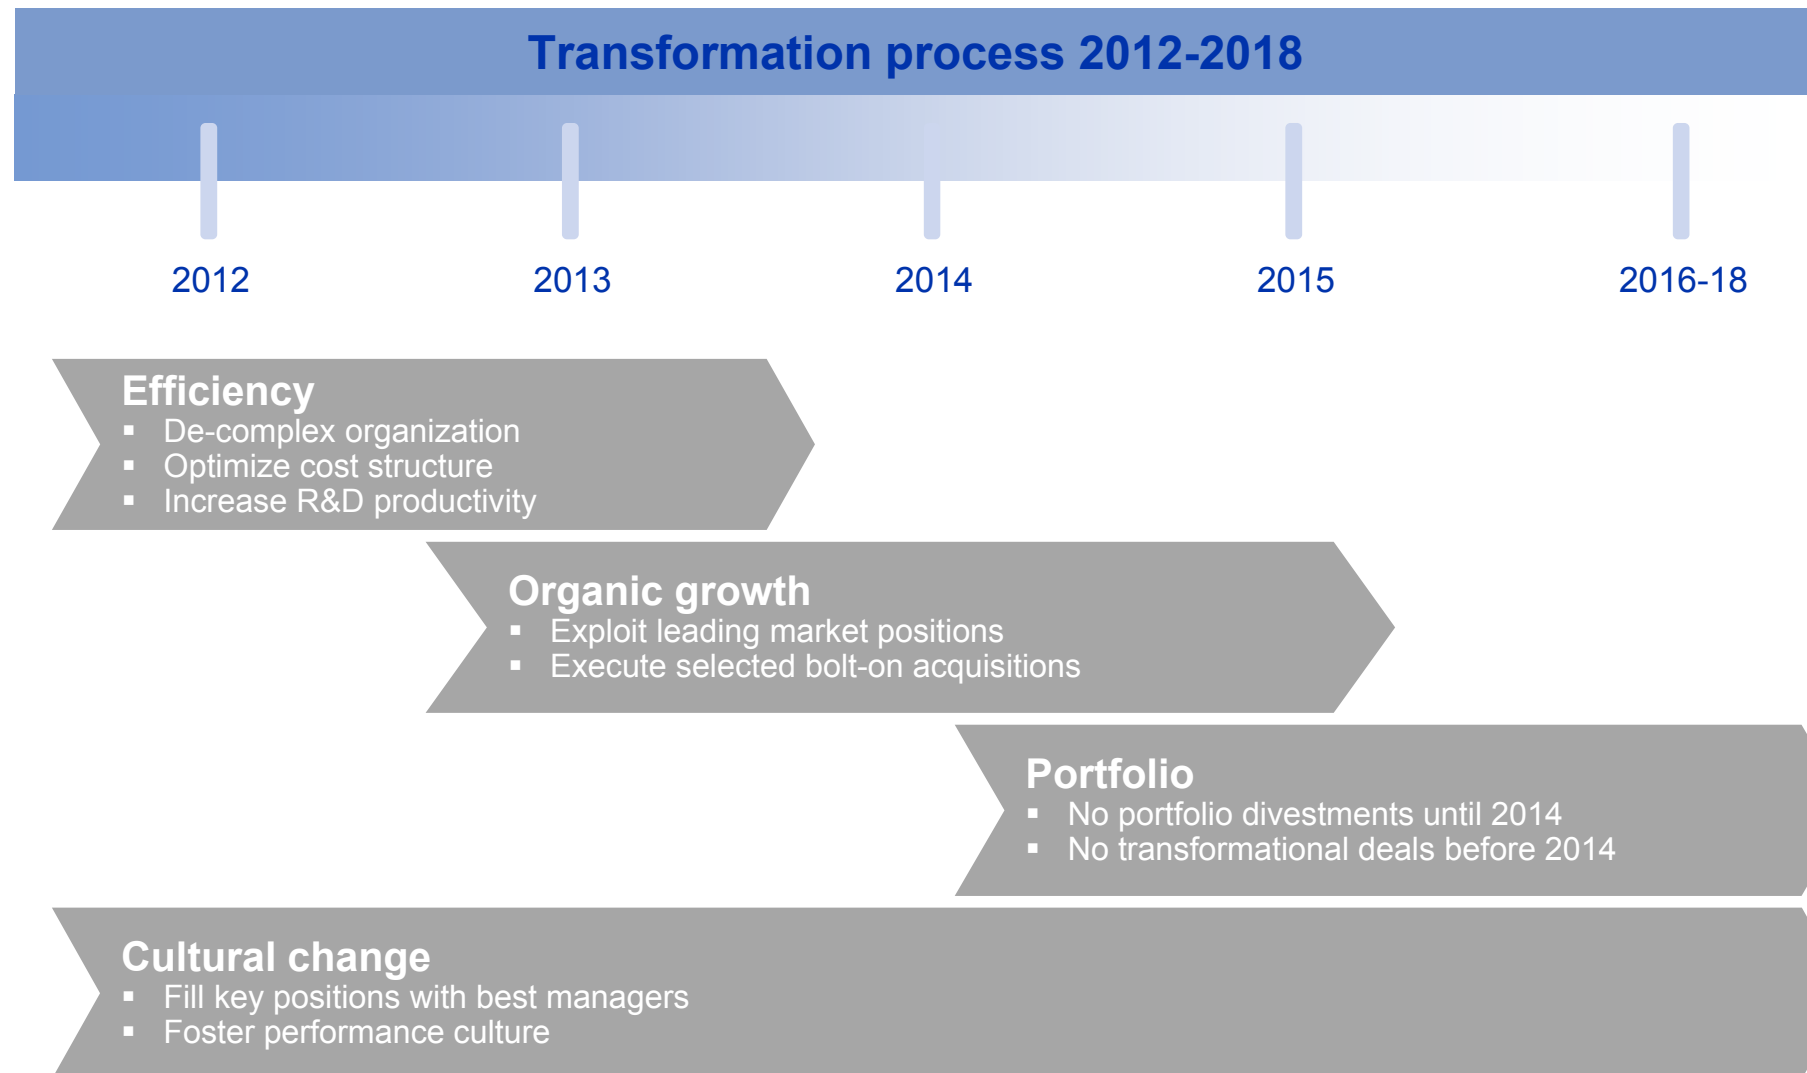 Transformation process 2012-2018
2012
2013
2014
2015
2016-18
Efficiency
▪ De-complex organization
▪ Optimize cost structure
▪ Increase R&D productivity
Organic growth
▪ Exploit leading market positions
▪ Execute selected bolt-on acquisitions
Portfolio
▪ No portfolio divestments until 2014
▪ No transformational deals before 2014
Cultural change
▪ Fill key positions with best managers
▪ Foster performance culture